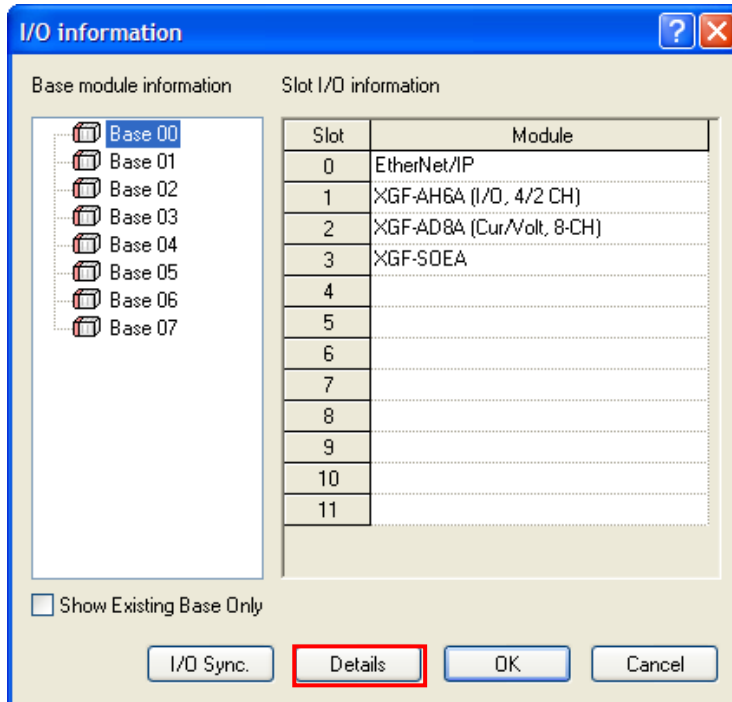 I/O information
Base module information
Slot I/O information
Base 00
Base 01
Base 02
Base 03
Base 04
Base 05
Base 06
Base 07
Slot Module
0 EtherNet/IP
1 XGF-AH6A (I/O, 4/2 CH)
2 XGF-AD8A (Cur/Volt, 8-CH)
3 XGF-SOEA
4
5
6
7
8
9
10
11
Show Existing Base Only
I/O Sync. Details OK Cancel